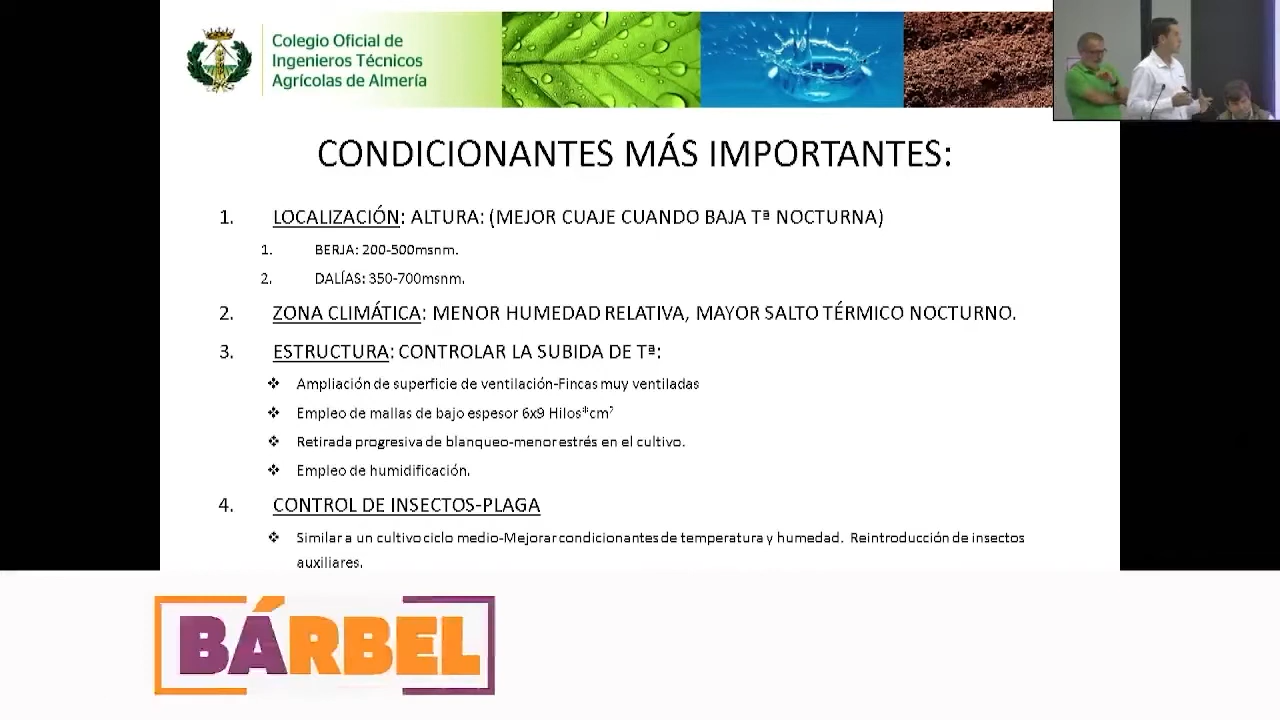 Colegio Oficial de
Ingenieros Técnicos
Agrícolas de Almería
CONDICIONANTES MÁS IMPORTANTES:
1. LOCALIZACIÓN: ALTURA: (MEJOR CUAJE CUANDO BAJA Tª NOCTURNA)
1. BERJA: 200-500msnm.
2. DALÍAS: 350-700msnm.
2. ZONA CLIMÁTICA: MENOR HUMEDAD RELATIVA, MAYOR SALTO TÉRMICO NOCTURNO.
3. ESTRUCTURA: CONTROLAR LA SUBIDA DE Tª:
❖ Ampliación de superficie de ventilación-Fincas muy ventiladas
❖ Empleo de mallas de bajo espesor 6x9 Hilos*cm²
❖ Retirada progresiva de blanqueo-menor estrés en el cultivo.
❖ Empleo de humidificación.
4. CONTROL DE INSECTOS-PLAGA
❖ Similar a un cultivo ciclo medio-Mejorar condicionantes de temperatura y humedad. Reintroducción de insectos
auxiliares.
BÁRBEL